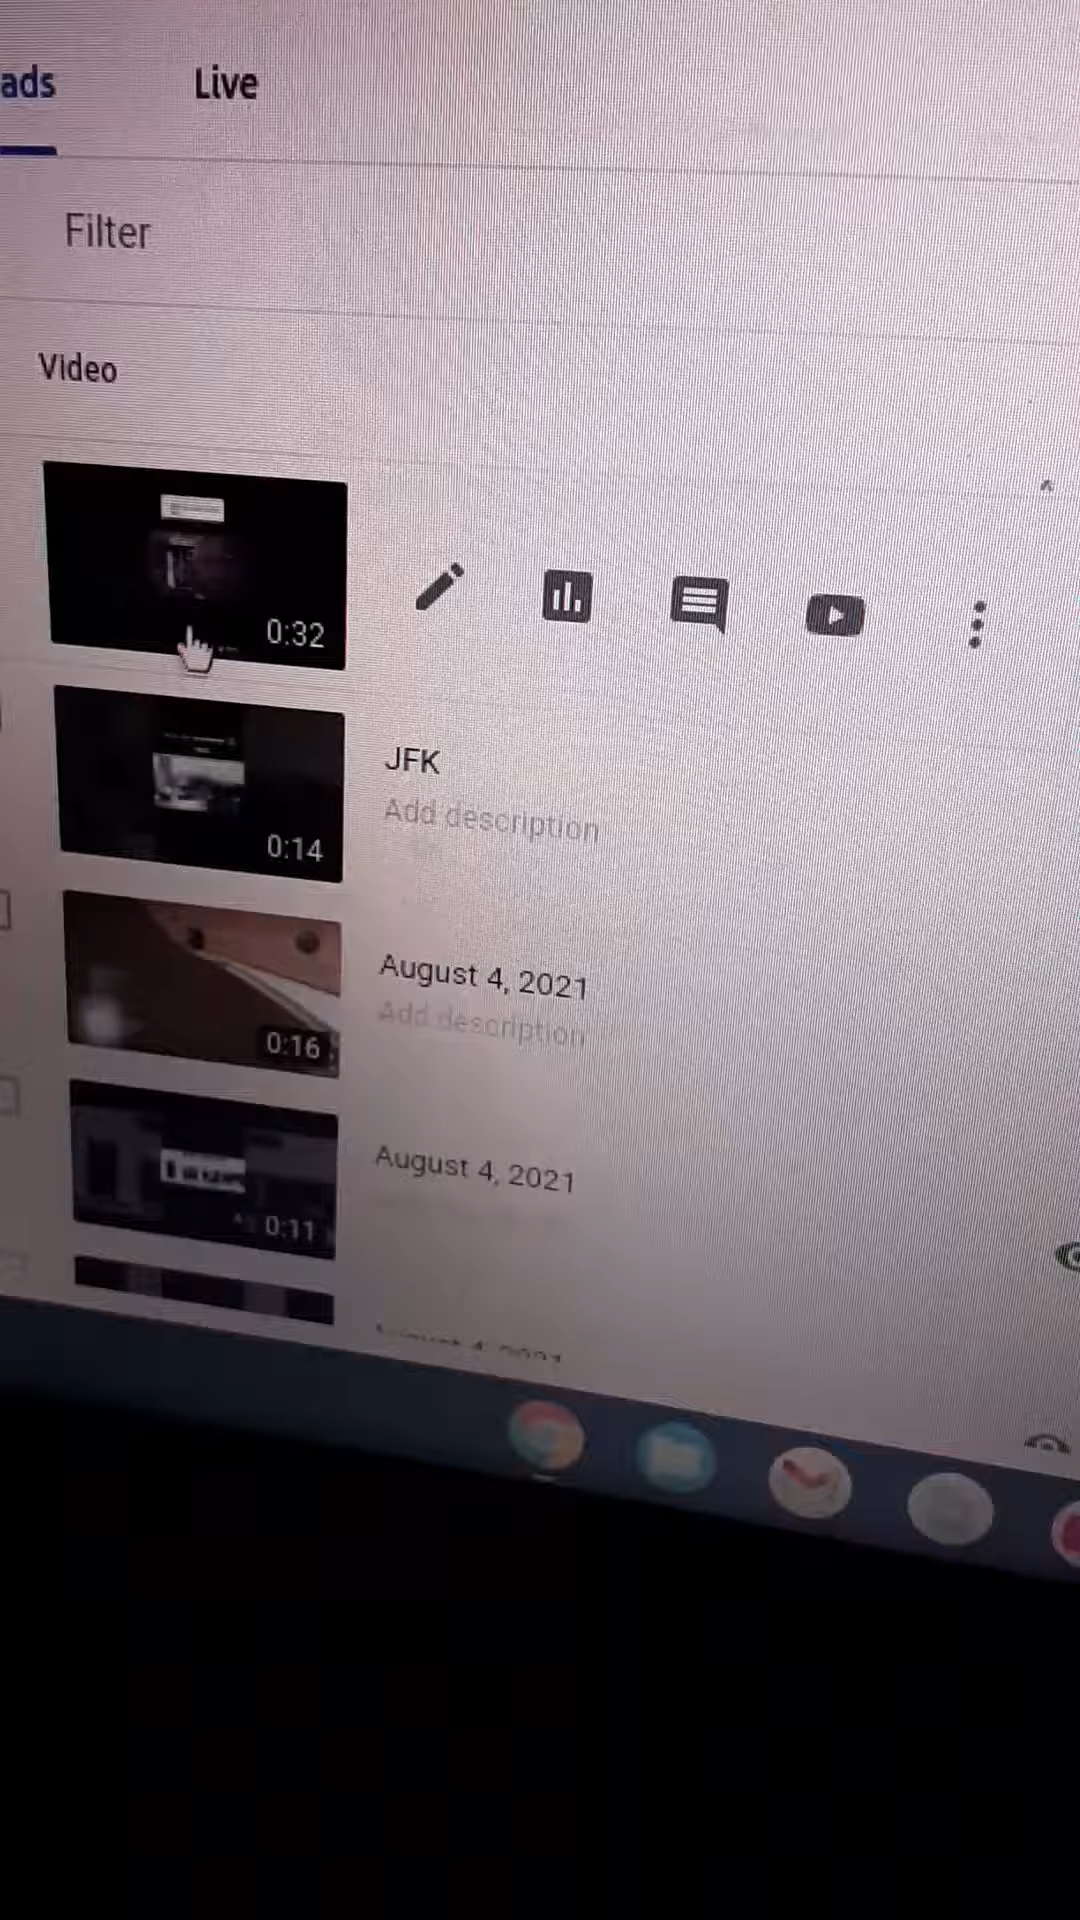 ads Live
Filter
Video
0:32
JFK
Add description
0:14
August 4, 2021
Add description
0:16
August 4, 2021
0:11